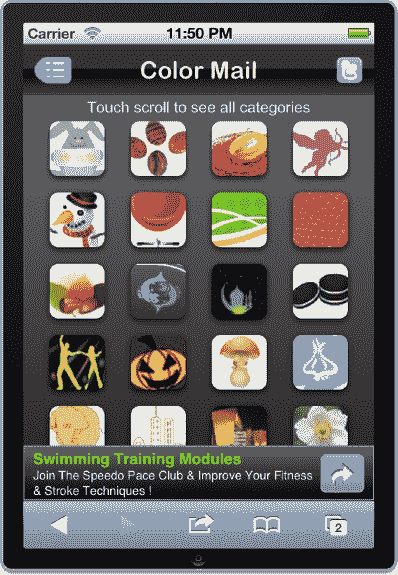 Carrier 11:50 PM
Color Mail
Touch scroll to see all categories
Swimming Training Modules
Join The Speedo Pace Club & Improve Your Fitness
& Stroke Techniques !
2